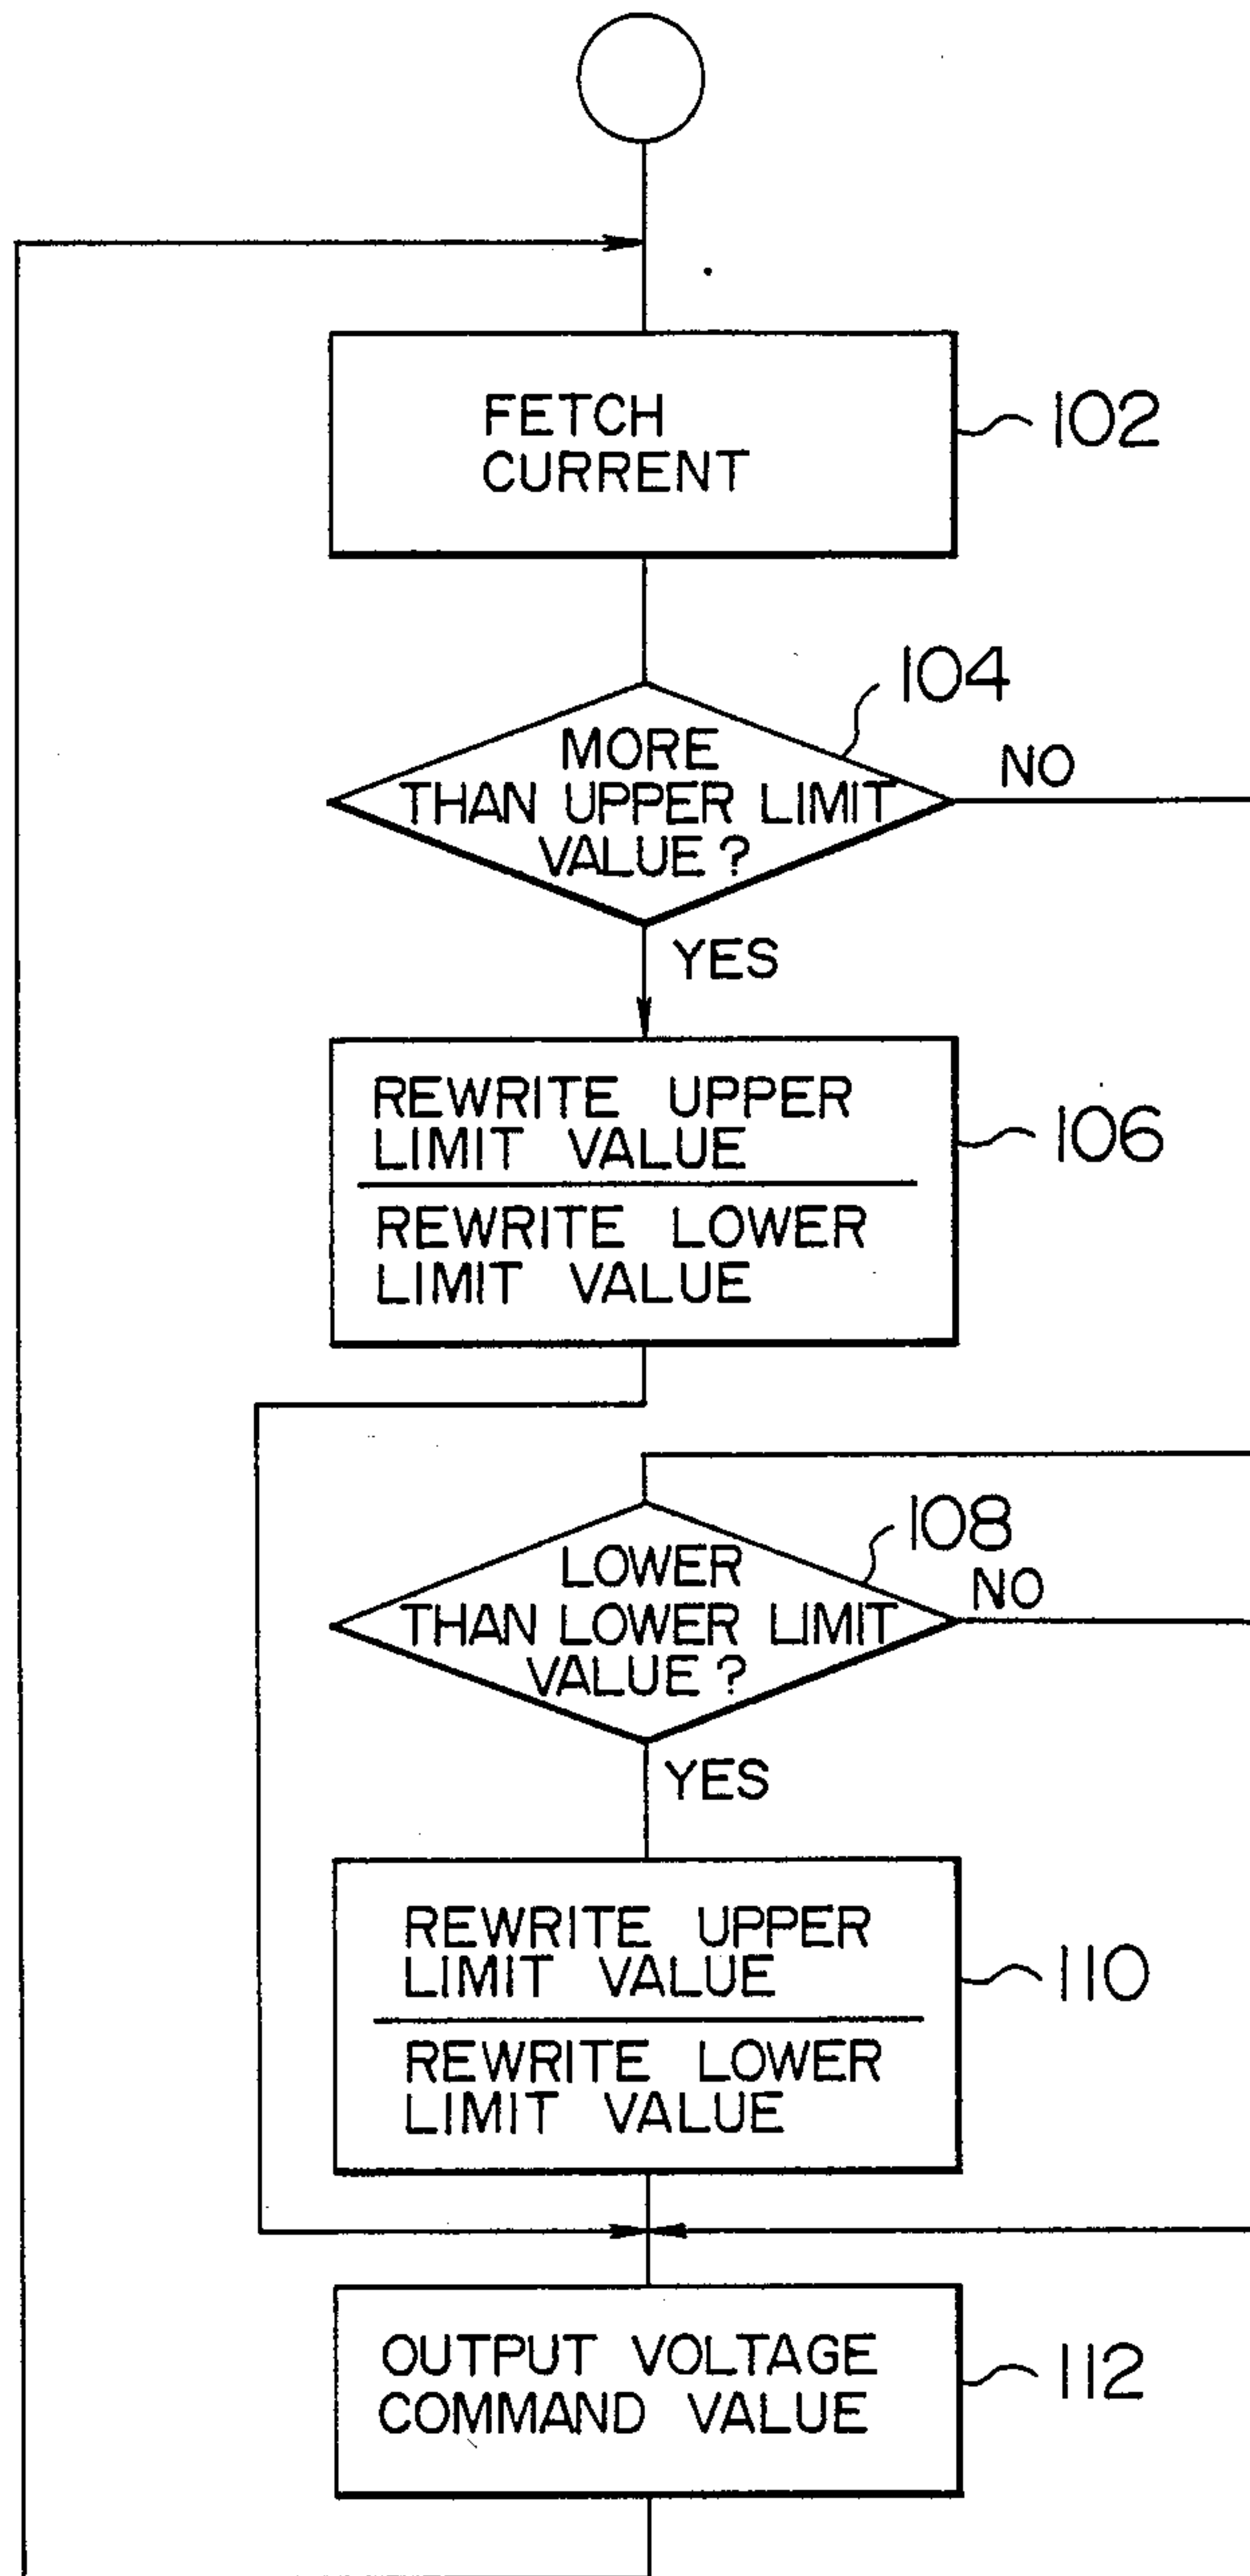 FETCH
CURRENT
102
104
MORE
THAN UPPER LIMIT
VALUE?
NO
YES
REWRITE UPPER
LIMIT VALUE
REWRITE LOWER
LIMIT VALUE
106
108
LOWER
THAN LOWER LIMIT
VALUE?
NO
YES
REWRITE UPPER
LIMIT VALUE
REWRITE LOWER
LIMIT VALUE
110
OUTPUT VOLTAGE
COMMAND VALUE
112